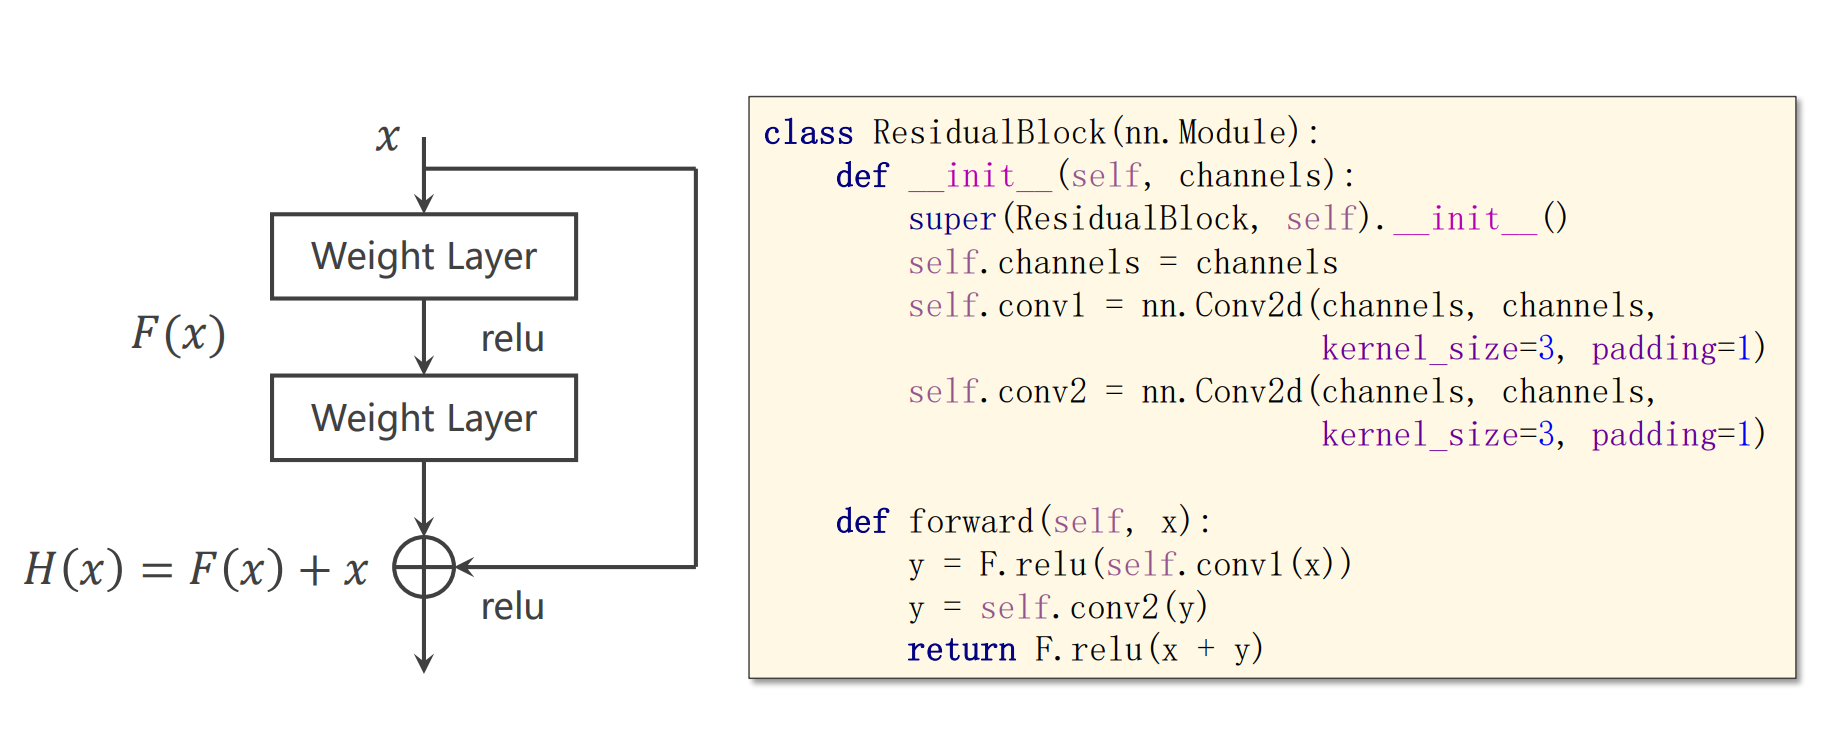 x
Weight Layer
F(x)
relu
Weight Layer
H(x) = F(x) + x
relu
class ResidualBlock(nn.Module):
    def __init__(self, channels):
        super(ResidualBlock, self).__init__()
        self.channels = channels
        self.conv1 = nn.Conv2d(channels, channels,
                               kernel_size=3, padding=1)
        self.conv2 = nn.Conv2d(channels, channels,
                               kernel_size=3, padding=1)
    def forward(self, x):
        y = F.relu(self.conv1(x))
        y = self.conv2(y)
        return F.relu(x + y)